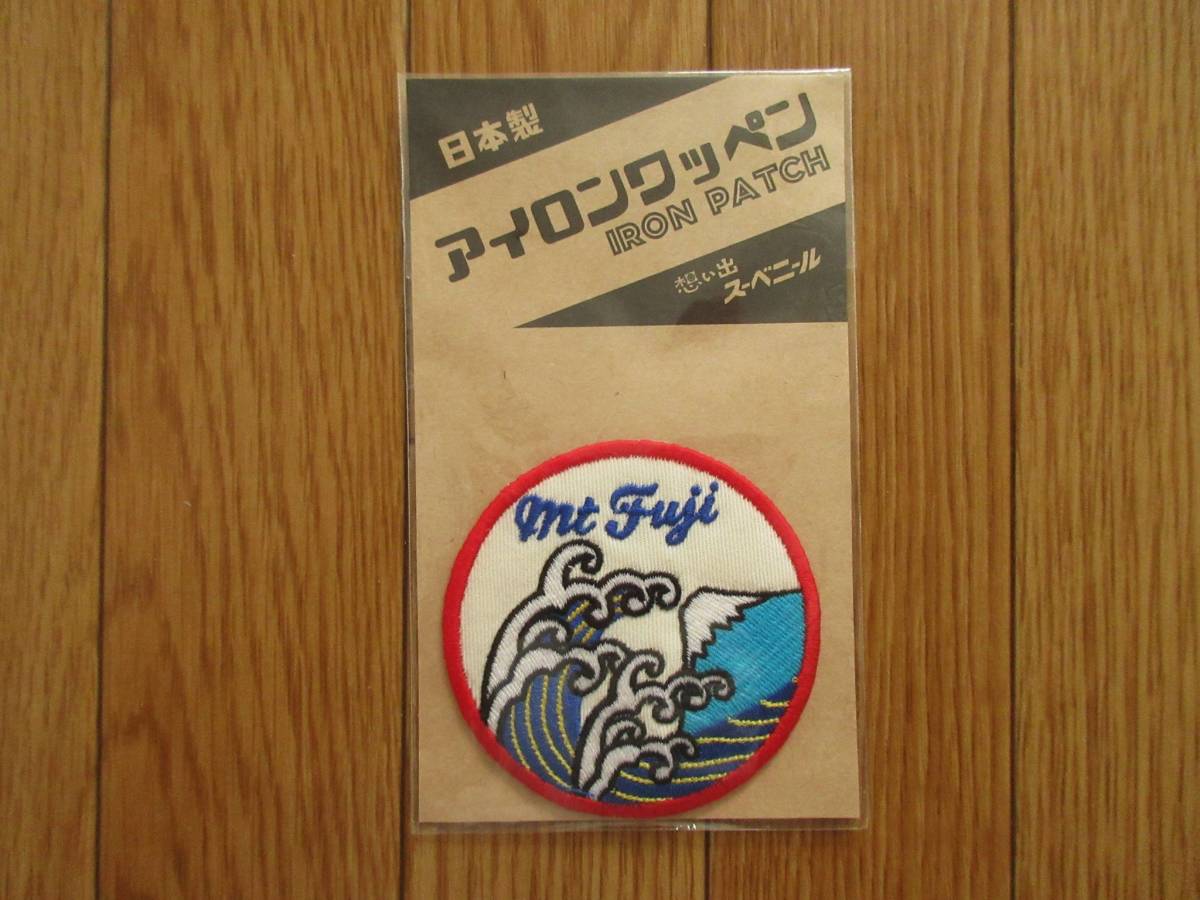 日本製
アイロンワッペン
IRON PATCH
想い出
スーベニール
Mt Fuji